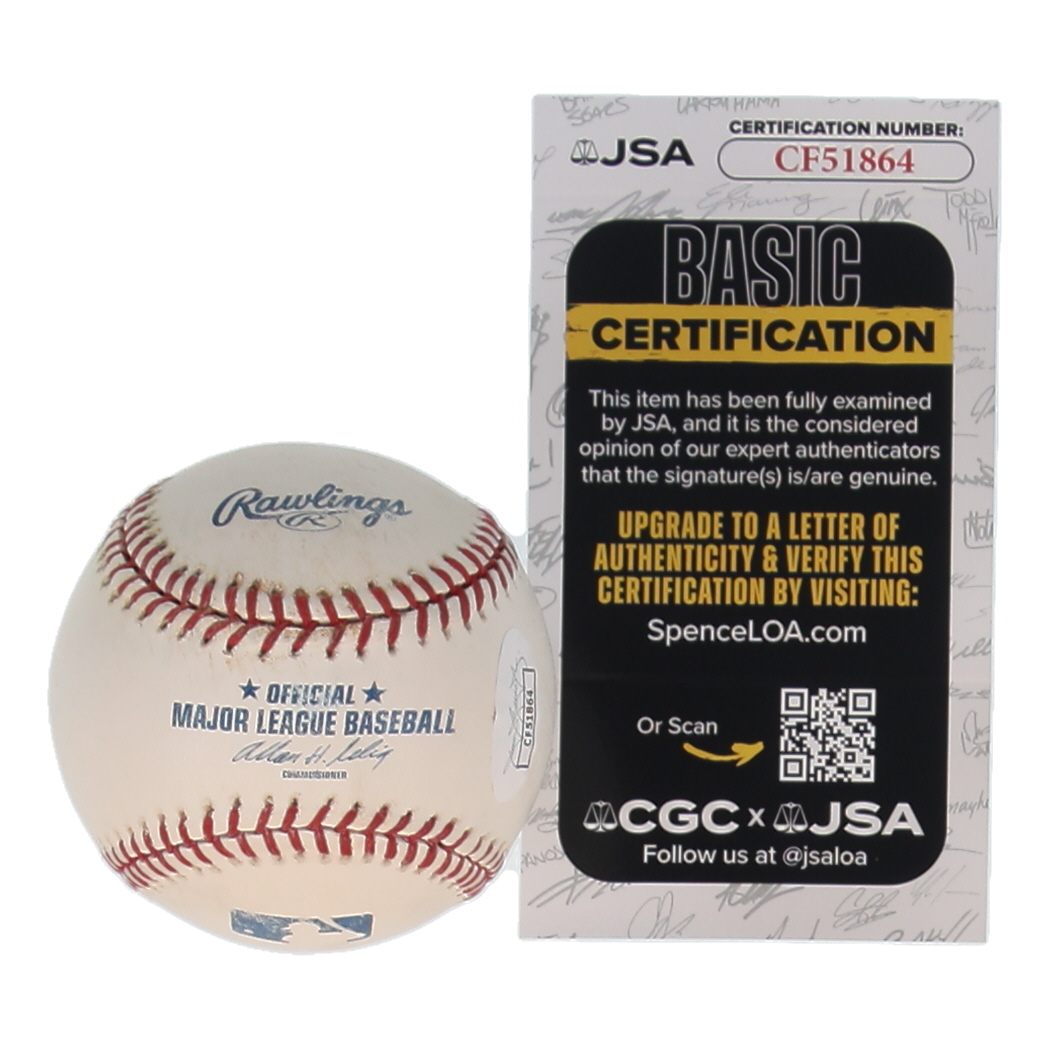 Rawlings
R
★ OFFICIAL ★
MAJOR LEAGUE BASEBALL
Allan H. Selig
COMMISSIONER
CF51864
JSA
CERTIFICATION NUMBER:
CF51864
BASIC
CERTIFICATION
This item has been fully examined
by JSA, and it is the considered
opinion of our expert authenticators
that the signature(s) is/are genuine.
UPGRADE TO A LETTER OF
AUTHENTICITY & VERIFY THIS
CERTIFICATION BY VISITING:
SpenceLOA.com
Or Scan
CGC x JSA
Follow us at @jsaloa